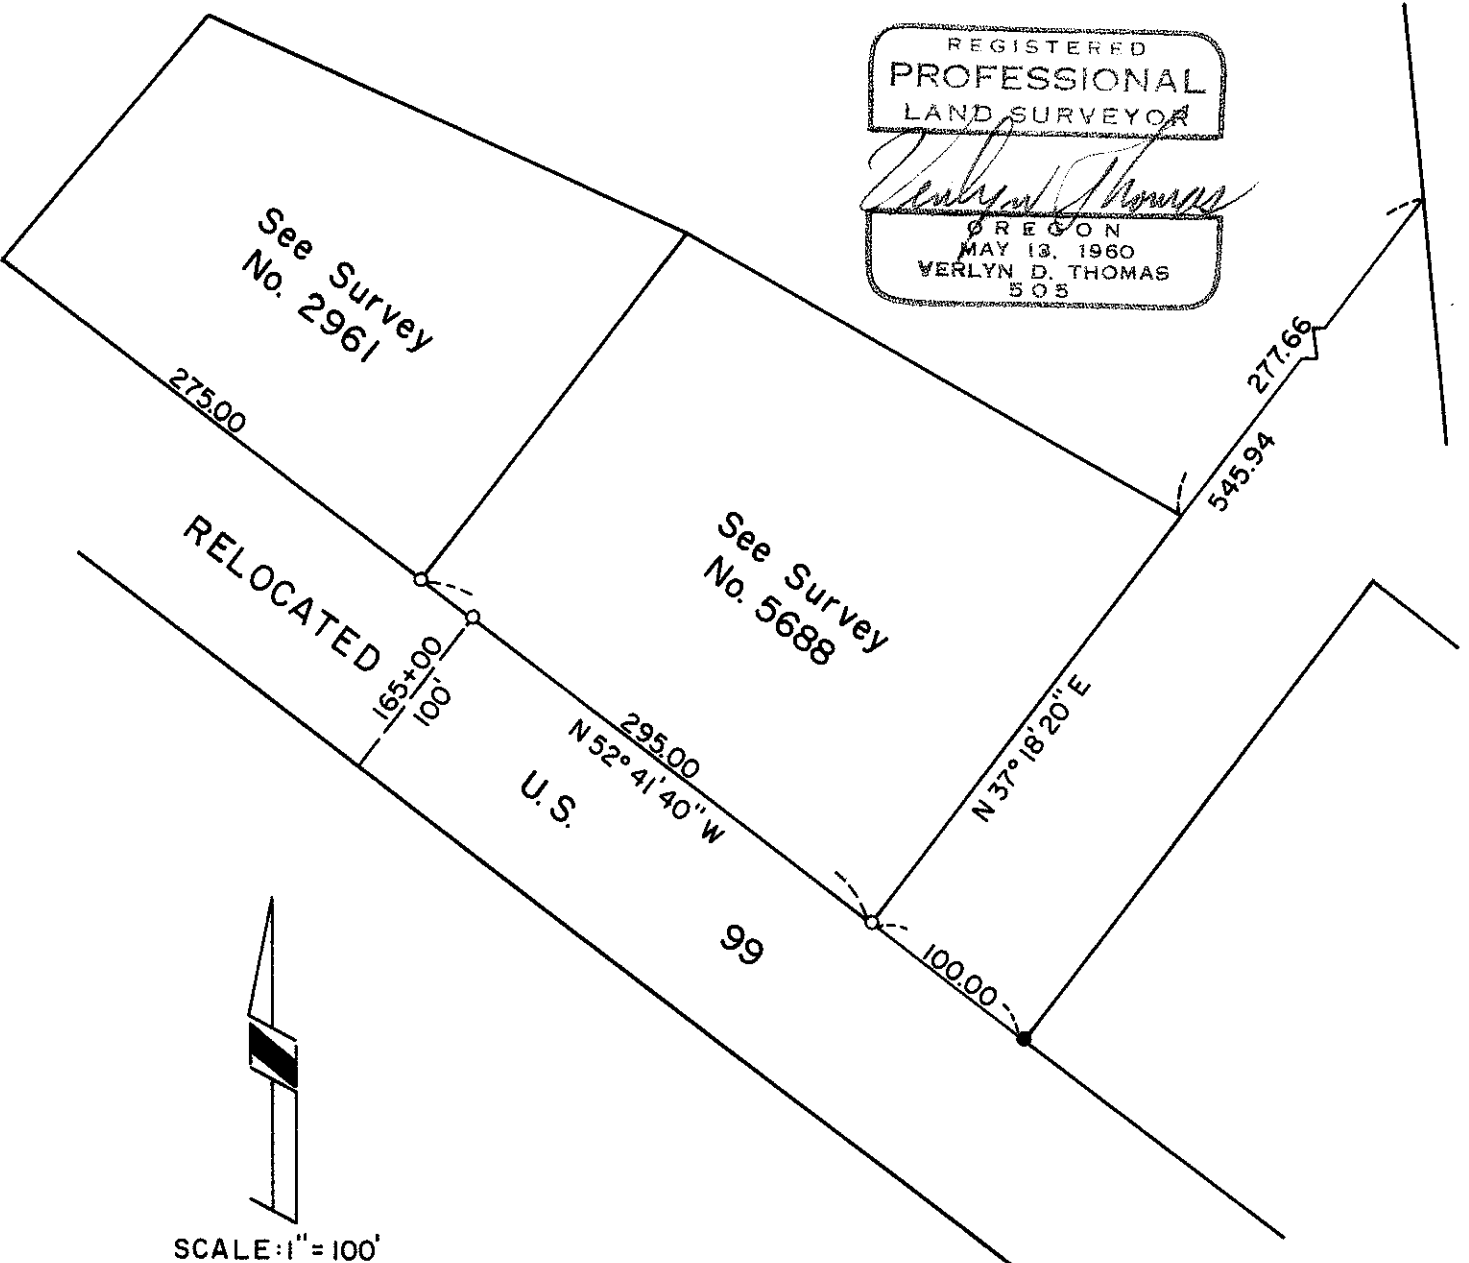 REGISTERED
PROFESSIONAL
LAND SURVEYOR
Verlyn D Thomas
OREGON
MAY 13, 1960
VERLYN D. THOMAS
505
See Survey
No. 2961
275.00
277.66
545.94
RELOCATED
165+00
100'
See Survey
No. 5688
295.00
N 52° 41' 40" W
N 37° 18' 20" E
U.S.
99
100.00
SCALE: 1" = 100'